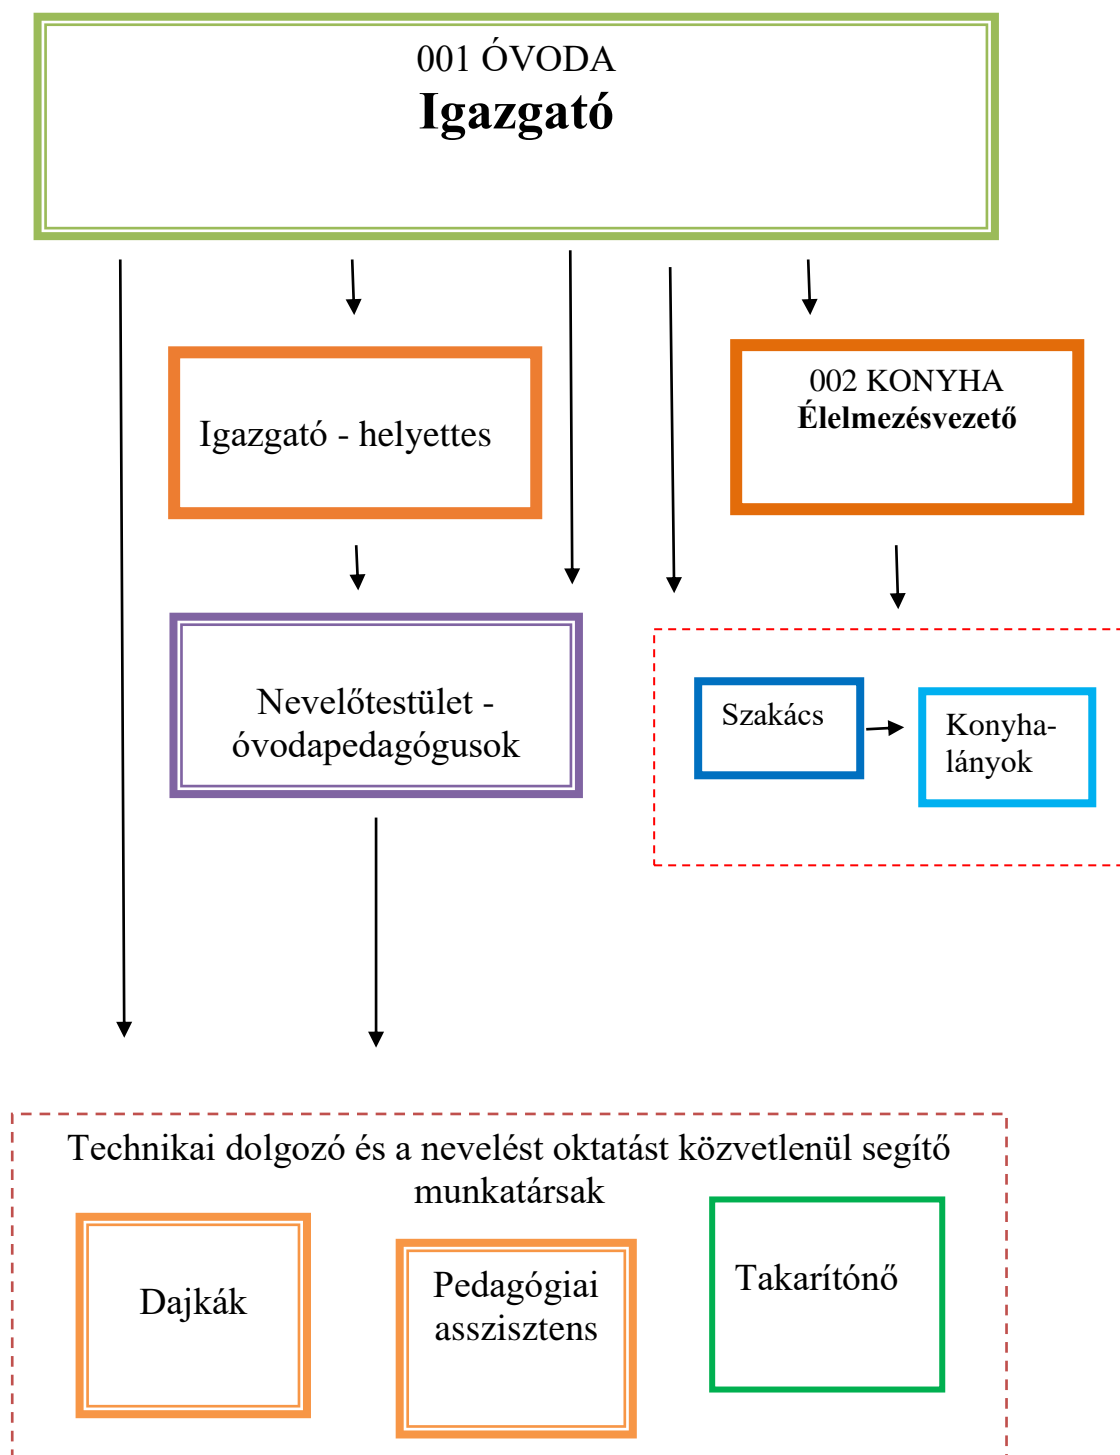 001 ÓVODA
Igazgató
Igazgató - helyettes
002 KONYHA
Élelmezésvezető
Nevelőtestület -
óvodapedagógusok
Szakács
Konyha-
lányok
Technikai dolgozó és a nevelést oktatást közvetlenül segítő
munkatársak
Dajkák
Pedagógiai
asszisztens
Takarítónő